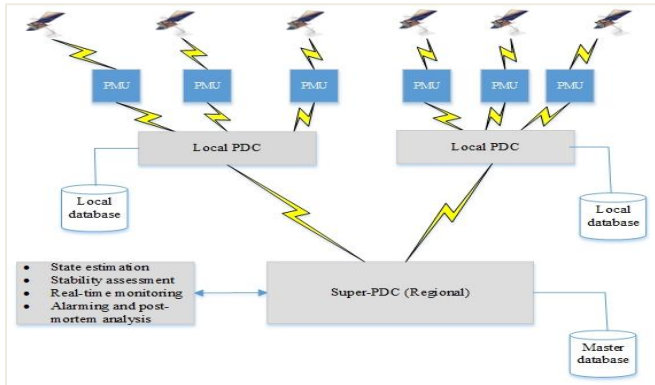 PMU PMU PMU PMU PMU PMU
Local PDC Local PDC
Local
database
Local
database
• State estimation
• Stability assessment
• Real-time monitoring
• Alarming and post-
mortem analysis
Super-PDC (Regional)
Master
database